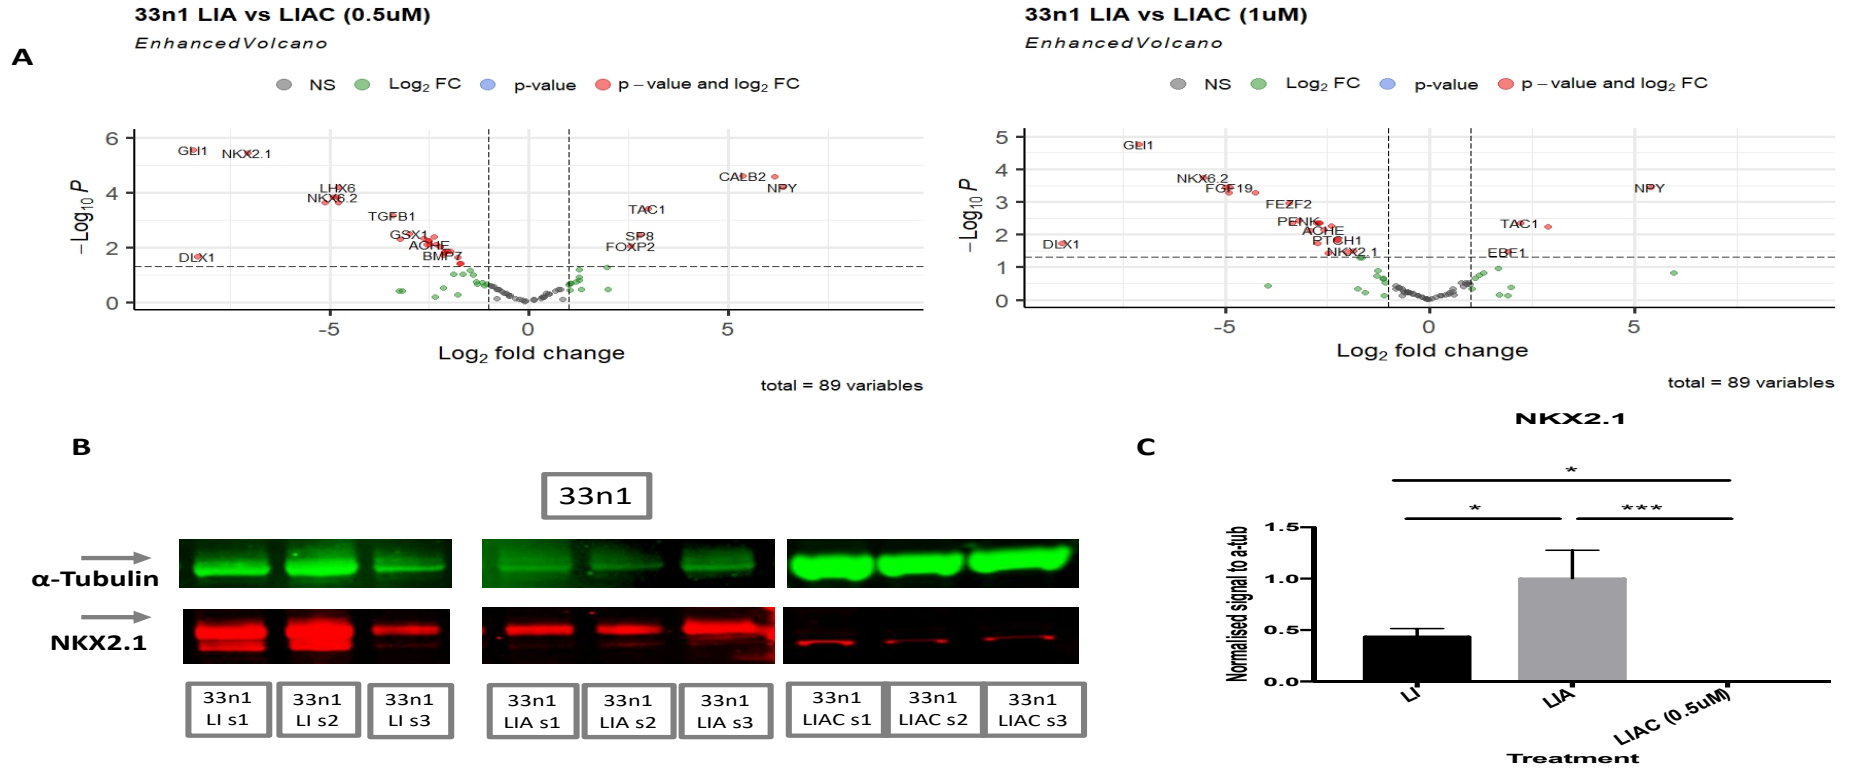 A
33n1 LIA vs LIAC (0.5uM)
EnhancedVolcano
NS Log2 FC p-value p – value and log2 FC
−Log10 P
6
4
2
0
GLI1
NKX2.1
LHX6
NKX6.2
TGFB1
GSX1
ACHE
BMP7
DLX1
CALB2
NPY
TAC1
SP8
FOXP2
-5 0 5
Log2 fold change
total = 89 variables
33n1 LIA vs LIAC (1uM)
EnhancedVolcano
NS Log2 FC p-value p – value and log2 FC
−Log10 P
5
4
3
2
1
0
GLI1
NKX6.2
FGF19
FEZF2
PENK
ACHE
PTCH1
NKX2.1
DLX1
NPY
TAC1
EBF1
-5 0 5
Log2 fold change
total = 89 variables
B
33n1
α-Tubulin
NKX2.1
33n1 LI s1
33n1 LI s2
33n1 LI s3
33n1 LIA s1
33n1 LIA s2
33n1 LIA s3
33n1 LIAC s1
33n1 LIAC s2
33n1 LIAC s3
C
NKX2.1
*
* ***
Normalised signal to a-tub
1.5
1.0
0.5
0.0
LI
LIA
LIAC (0.5uM)
Treatment